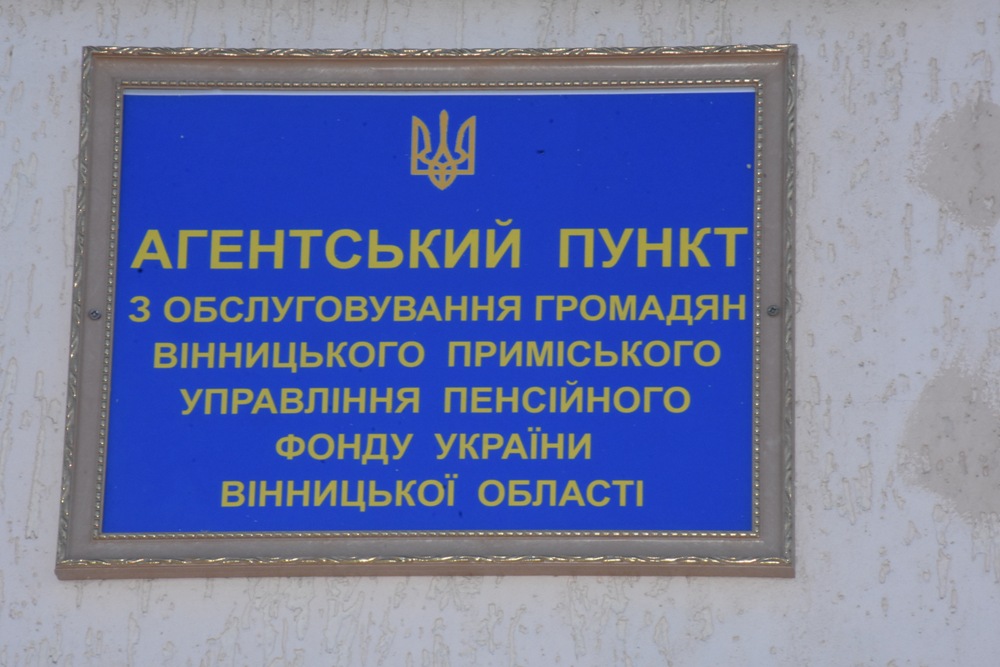 АГЕНТСЬКИЙ ПУНКТ
З ОБСЛУГОВУВАННЯ ГРОМАДЯН
ВІННИЦЬКОГО ПРИМІСЬКОГО
УПРАВЛІННЯ ПЕНСІЙНОГО
ФОНДУ УКРАЇНИ
ВІННИЦЬКОЇ ОБЛАСТІ